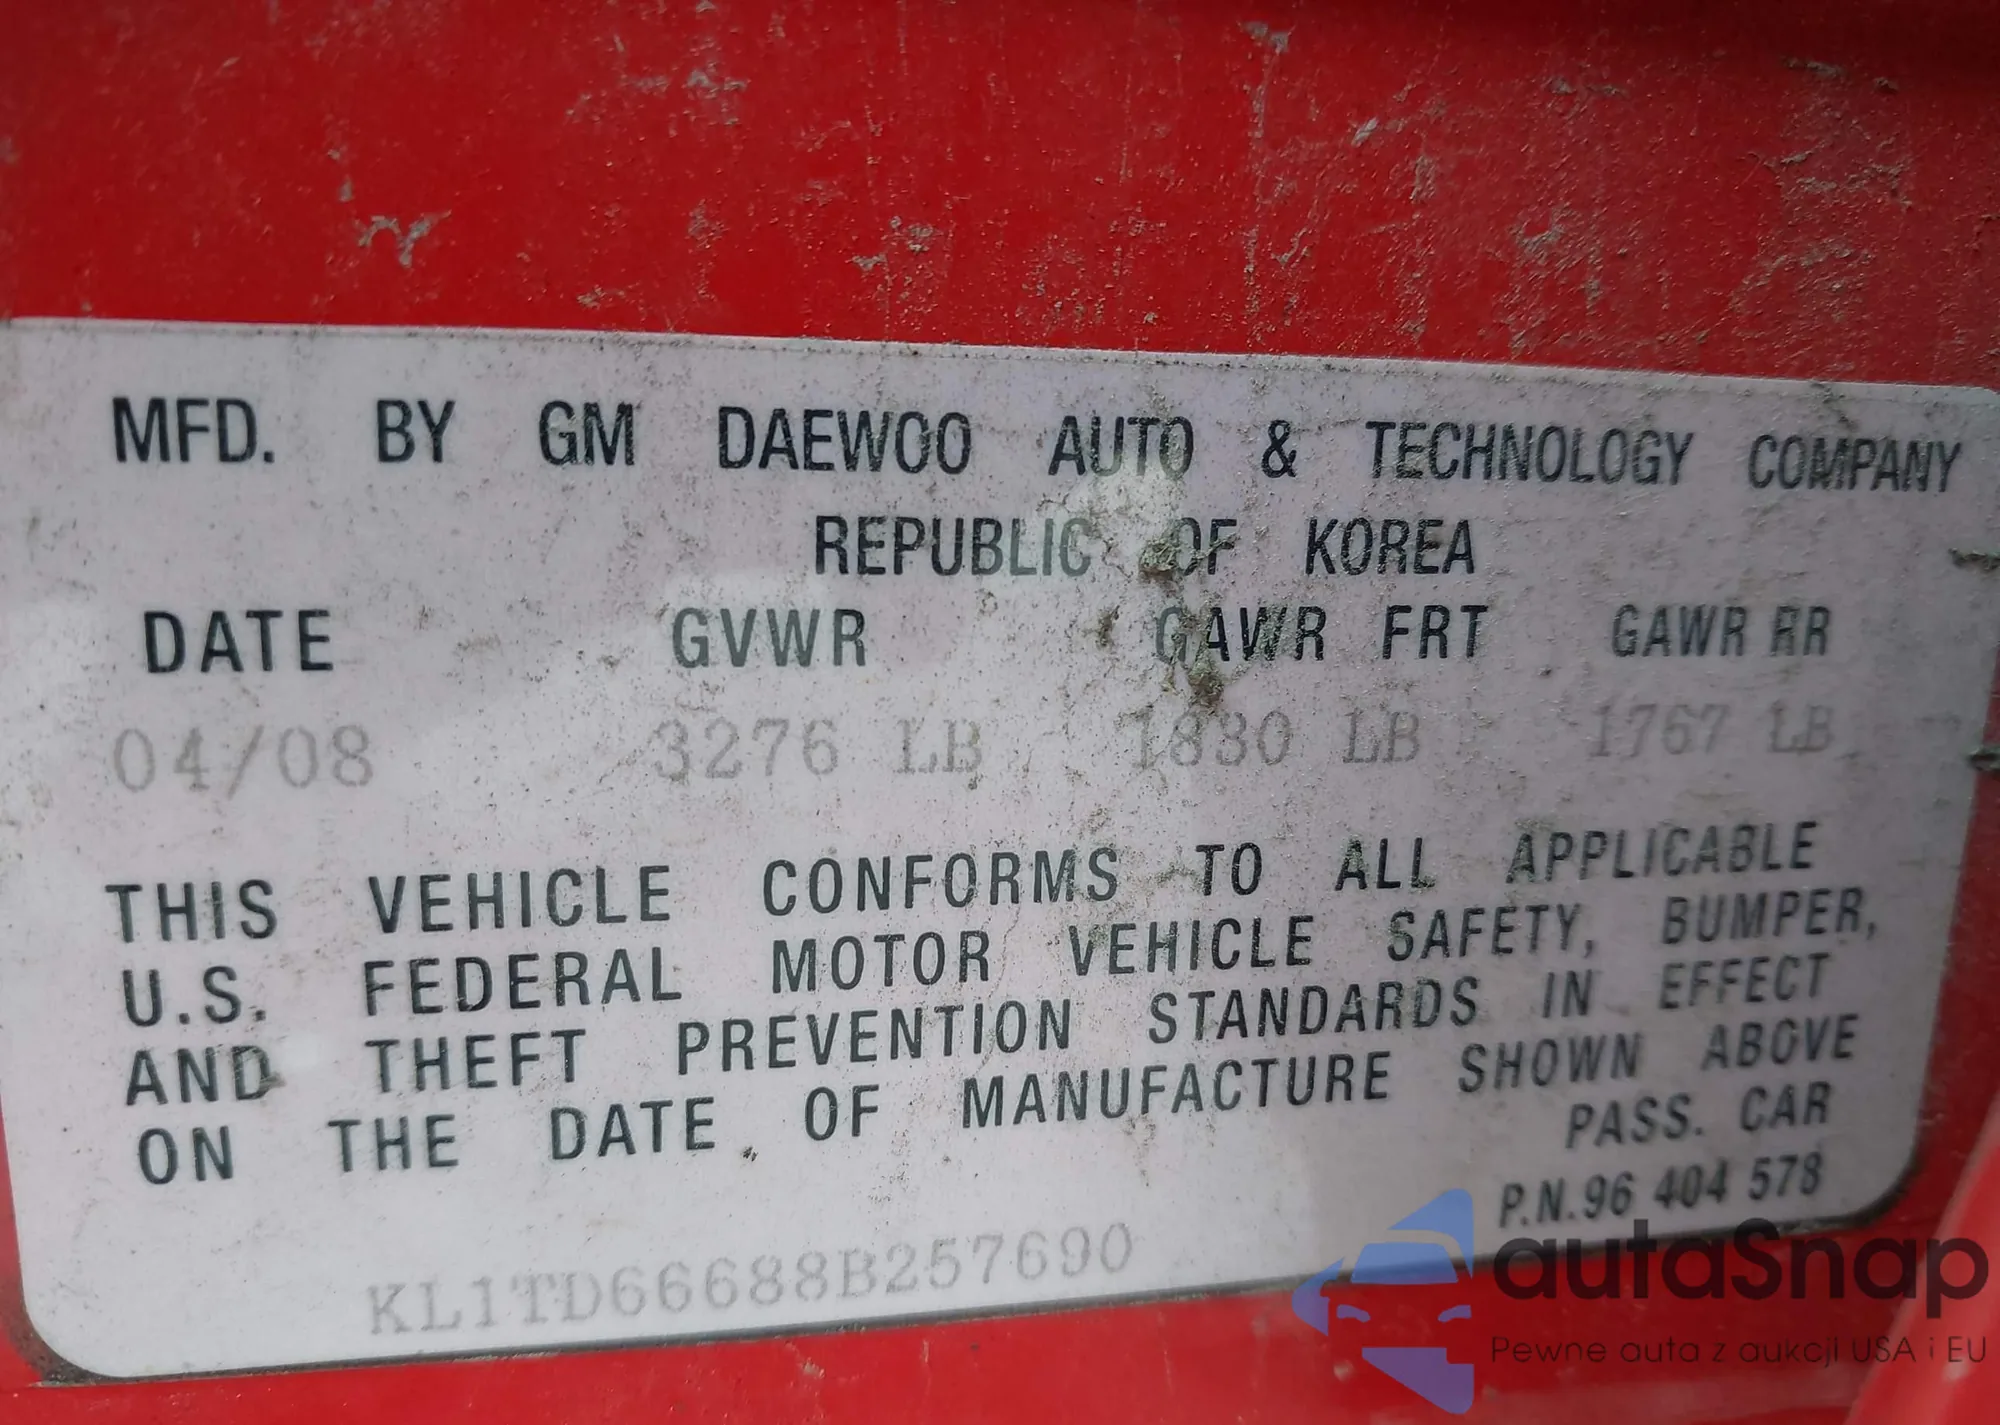 MFD. BY GM DAEWOO AUTO & TECHNOLOGY COMPANY
REPUBLIC OF KOREA
DATE GVWR GAWR FRT GAWR RR
04/08 3276 LB 1830 LB 1767 LB
THIS VEHICLE CONFORMS TO ALL APPLICABLE
U.S. FEDERAL MOTOR VEHICLE SAFETY, BUMPER,
AND THEFT PREVENTION STANDARDS IN EFFECT
ON THE DATE OF MANUFACTURE SHOWN ABOVE
PASS. CAR
P.N.96 404 578
KL1TD66688B257690
autaSnap
Pewne auta z aukcji USA i EU